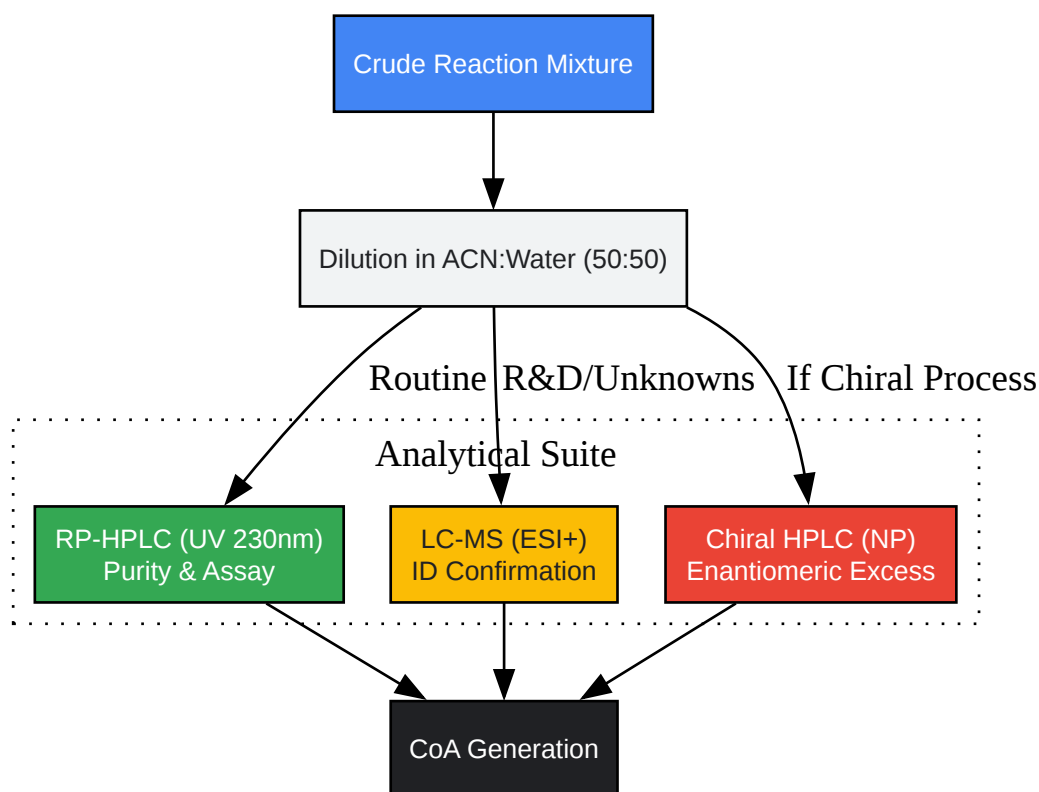 Crude Reaction Mixture
Dilution in ACN:Water (50:50)
Routine
R&D/Unknowns
If Chiral Process
Analytical Suite
RP-HPLC (UV 230nm)
Purity & Assay
LC-MS (ESI+)
ID Confirmation
Chiral HPLC (NP)
Enantiomeric Excess
CoA Generation